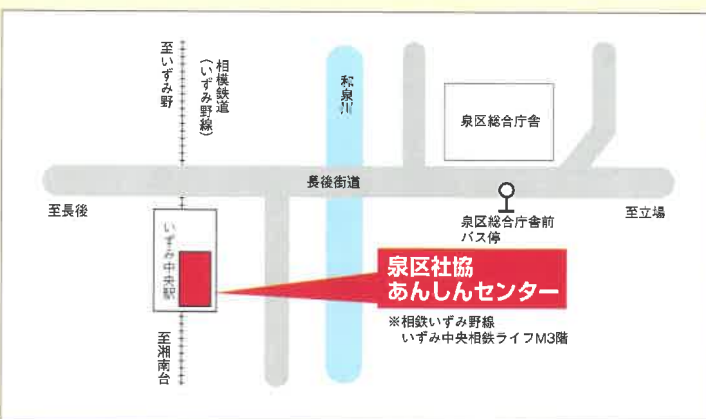 至いずみ野
相模鉄道
（いずみ野線）
和泉川
泉区総合庁舎
長後街道
至長後
泉区総合庁舎前
バス停
至立場
いずみ中央駅
泉区社協
あんしんセンター
※相鉄いずみ野線
いずみ中央相鉄ライフM3階
至湘南台